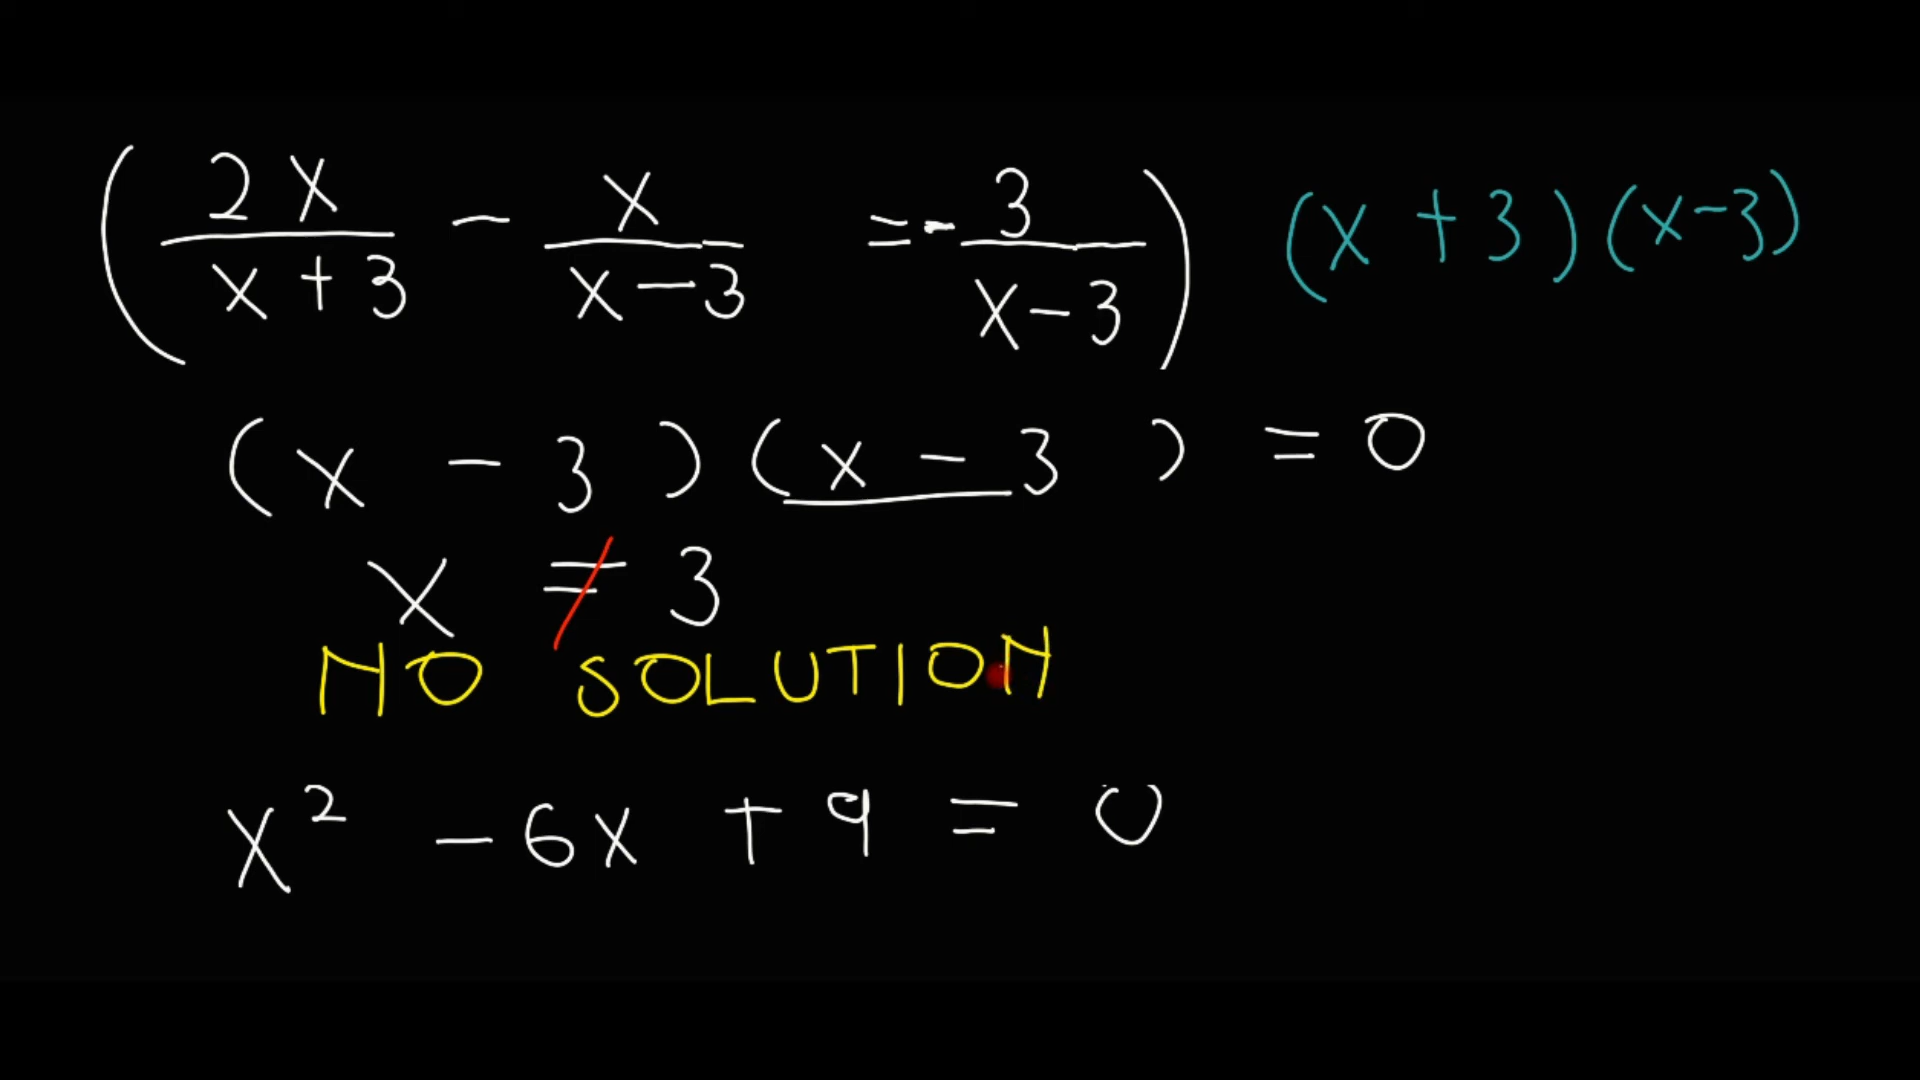 ( 2x/(x + 3) - x/(x - 3) = - 3/(x - 3) ) (x + 3)(x - 3)
(x - 3)(x - 3) = 0
x ≠ 3
NO SOLUTION
x² - 6x + 9 = 0